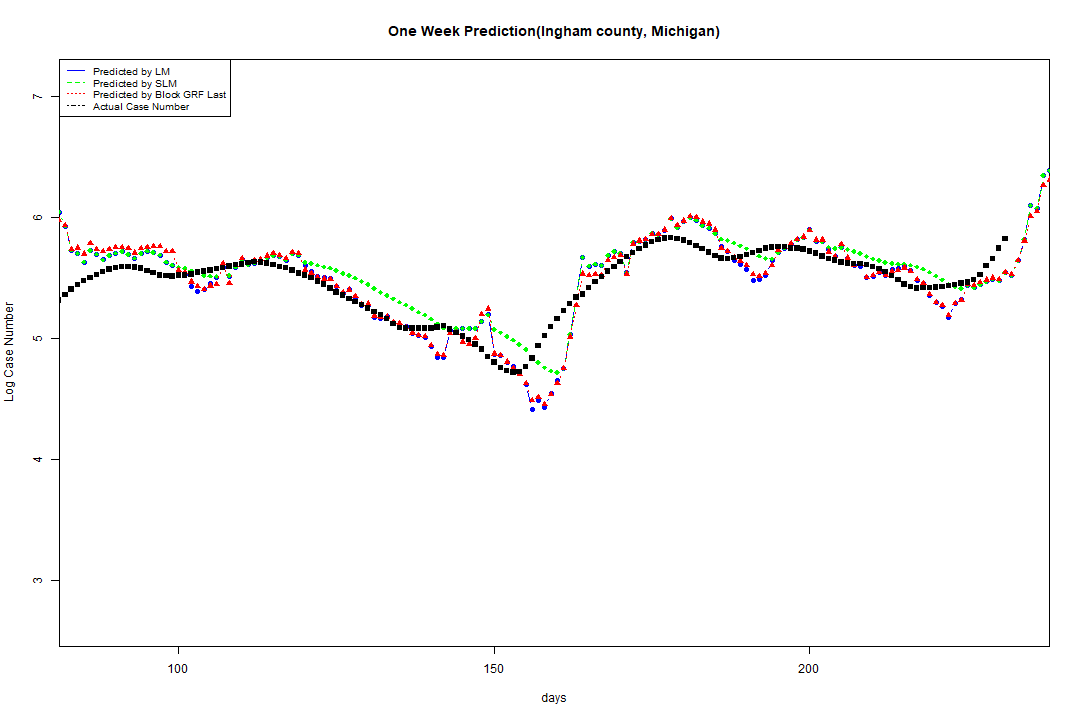 One Week Prediction(Ingham county, Michigan)
Predicted by LM
Predicted by SLM
Predicted by Block GRF Last
Actual Case Number
7
6
5
4
3
Log Case Number
100
150
200
days